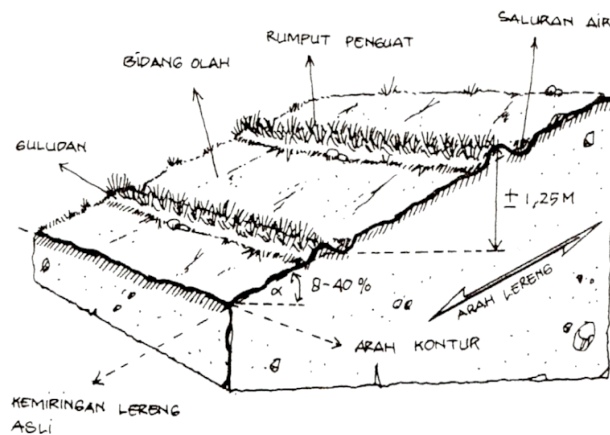 SALURAN AIR
RUMPUT PENGUAT
BIDANG OLAH
GULUDAN
± 1,25M
α 8-40 %
ARAH LERENG
ARAH KONTUR
KEMIRINGAN LERENG
ASLI